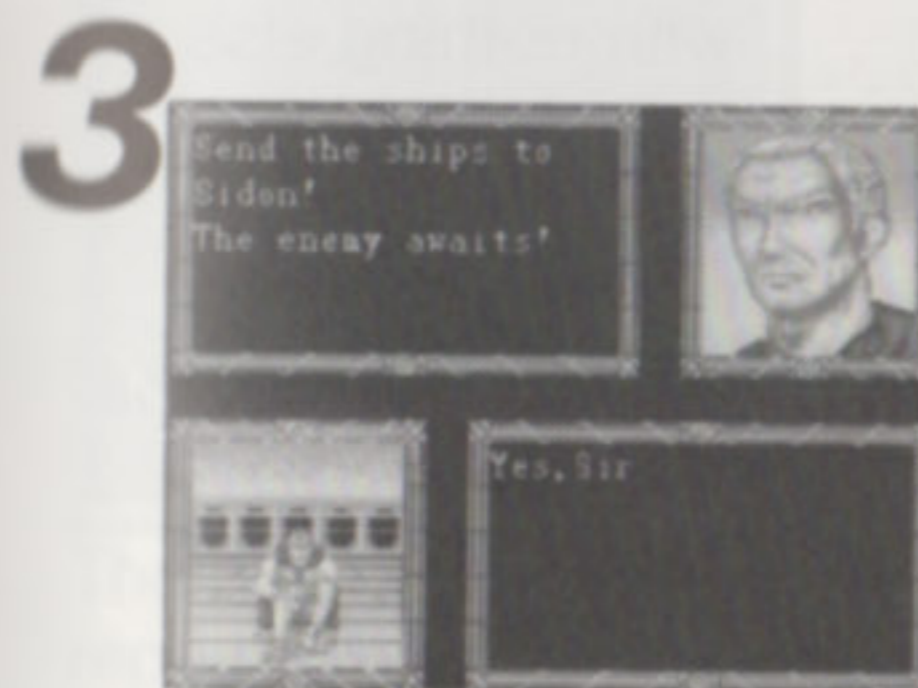 3
Send the ships to
Sidon!
The enemy awaits!
Yes,Sir